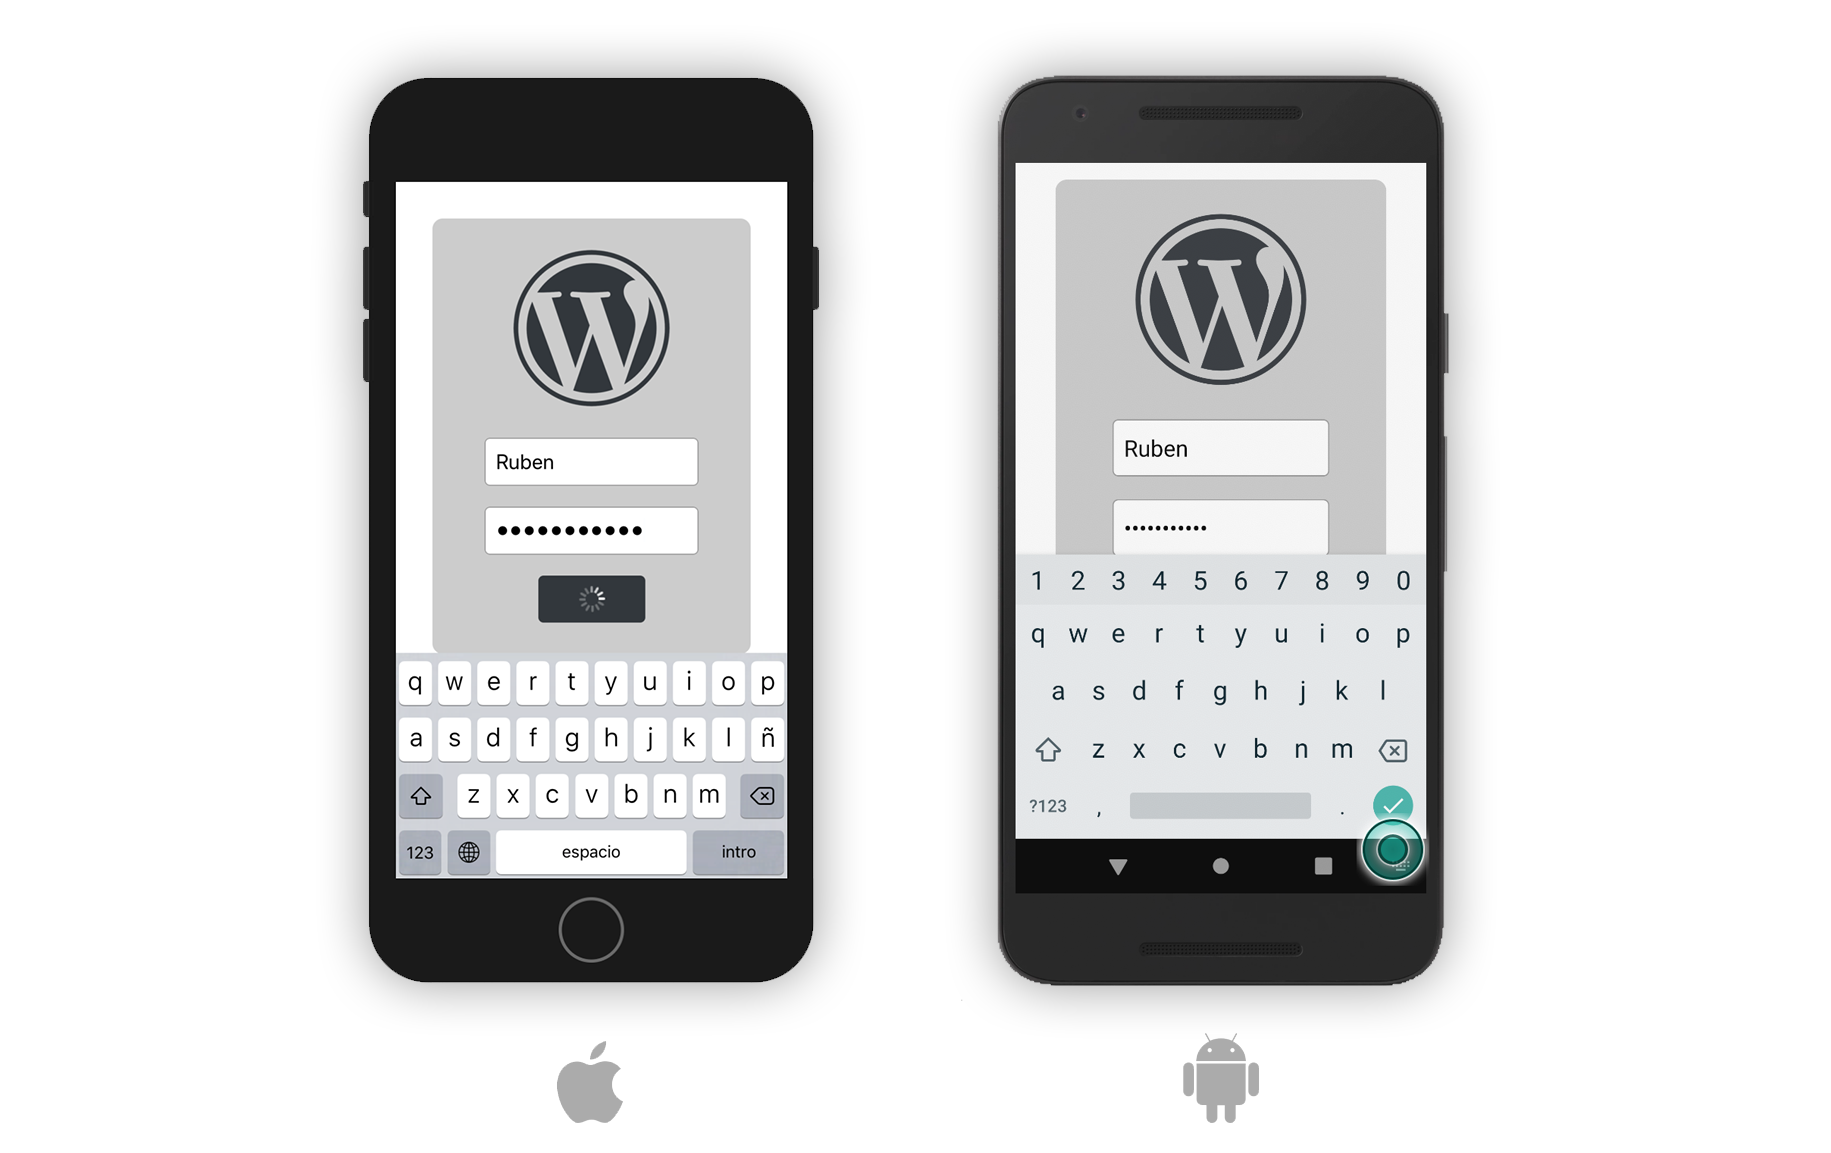 Ruben
•••••••••••
q w e r t y u i o p
a s d f g h j k l ñ
z x c v b n m
123 espacio intro
Ruben
•••••••••••
1 2 3 4 5 6 7 8 9 0
q w e r t y u i o p
a s d f g h j k l
z x c v b n m
?123 , .